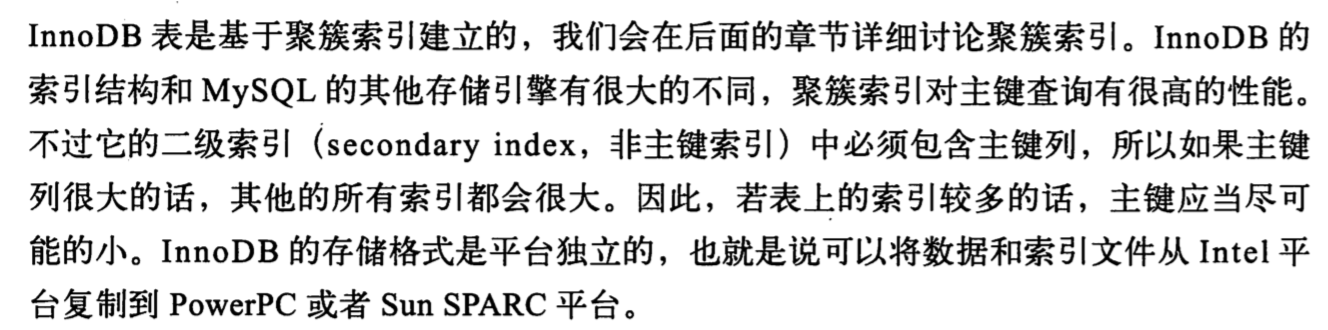 InnoDB 表是基于聚簇索引建立的，我们会在后面的章节详细讨论聚簇索引。InnoDB 的
索引结构和 MySQL 的其他存储引擎有很大的不同，聚簇索引对主键查询有很高的性能。
不过它的二级索引（secondary index，非主键索引）中必须包含主键列，所以如果主键
列很大的话，其他的所有索引都会很大。因此，若表上的索引较多的话，主键应当尽可
能的小。InnoDB 的存储格式是平台独立的，也就是说可以将数据和索引文件从 Intel 平
台复制到 PowerPC 或者 Sun SPARC 平台。